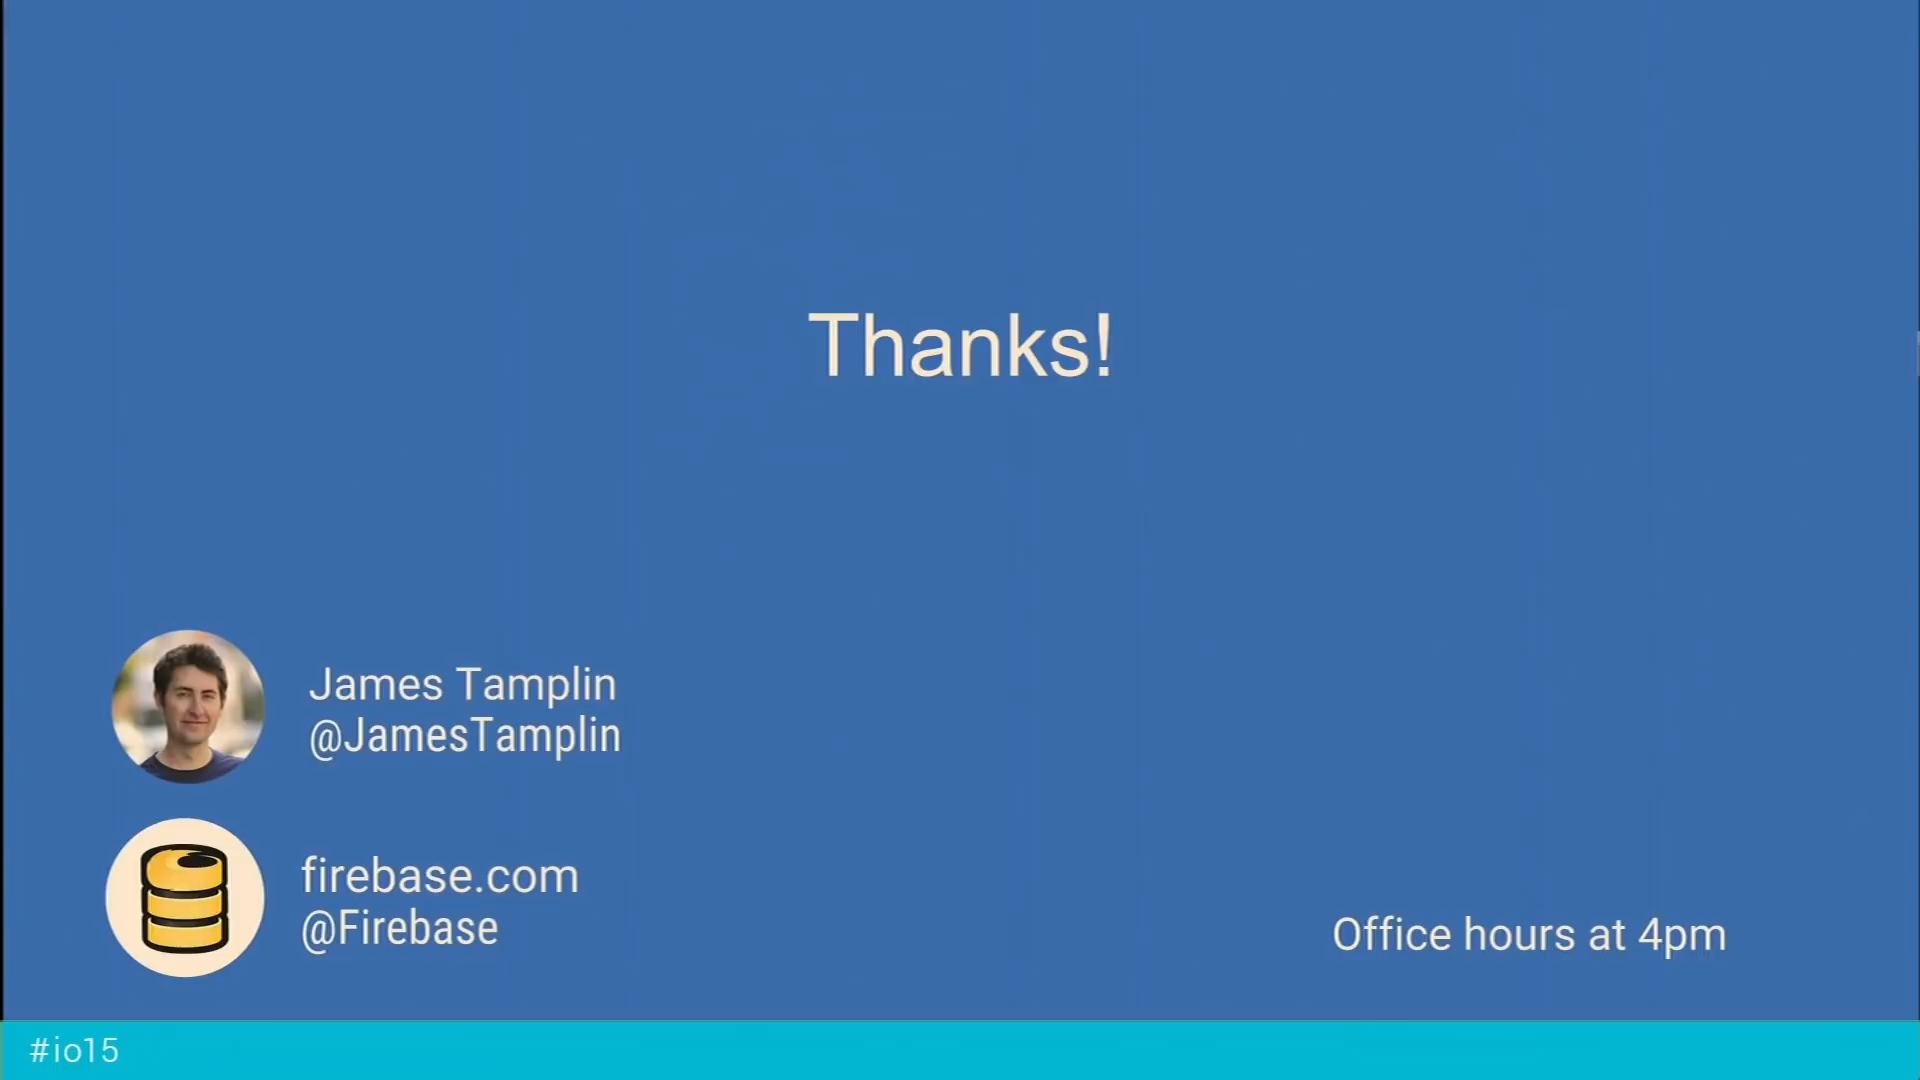 Thanks!
James Tamplin
@JamesTamplin
firebase.com
@Firebase
Office hours at 4pm
#io15